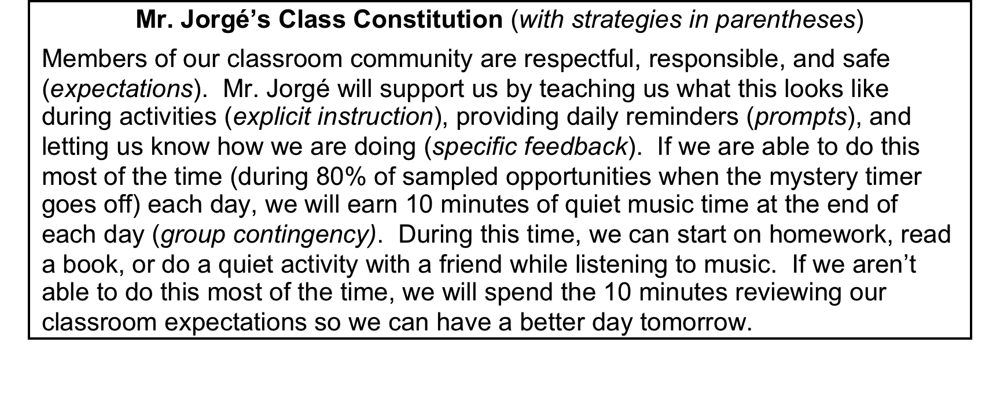 Mr. Jorgé’s Class Constitution (with strategies in parentheses)
Members of our classroom community are respectful, responsible, and safe
(expectations).  Mr. Jorgé will support us by teaching us what this looks like
during activities (explicit instruction), providing daily reminders (prompts), and
letting us know how we are doing (specific feedback).  If we are able to do this
most of the time (during 80% of sampled opportunities when the mystery timer
goes off) each day, we will earn 10 minutes of quiet music time at the end of
each day (group contingency).  During this time, we can start on homework, read
a book, or do a quiet activity with a friend while listening to music.  If we aren’t
able to do this most of the time, we will spend the 10 minutes reviewing our
classroom expectations so we can have a better day tomorrow.